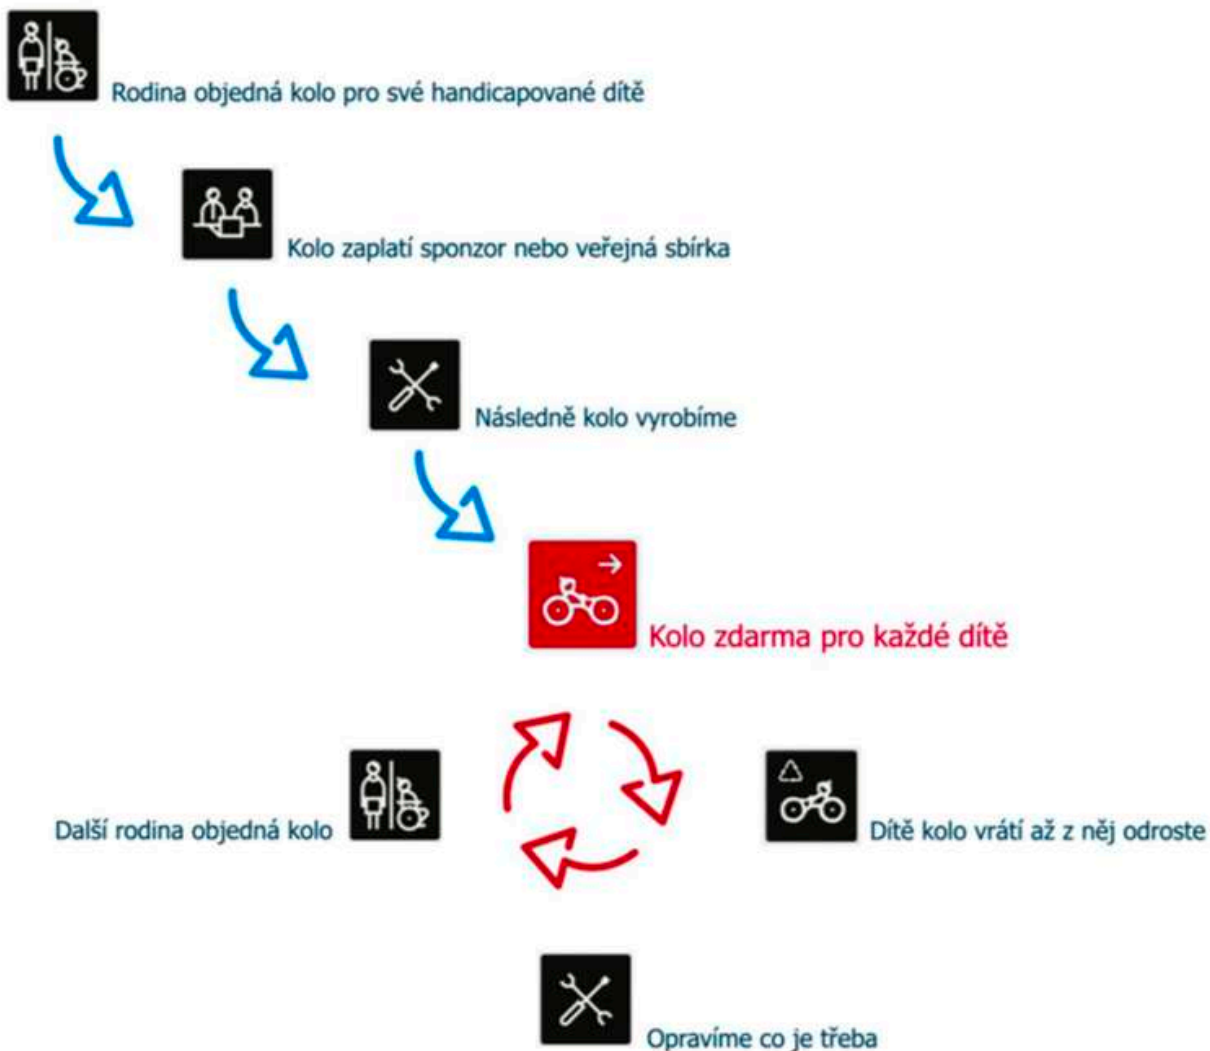 Rodina objedná kolo pro své handicapované dítě
Kolo zaplatí sponzor nebo veřejná sbírka
Následně kolo vyrobíme
Kolo zdarma pro každé dítě
Další rodina objedná kolo
Dítě kolo vrátí až z něj odroste
Opravíme co je třeba